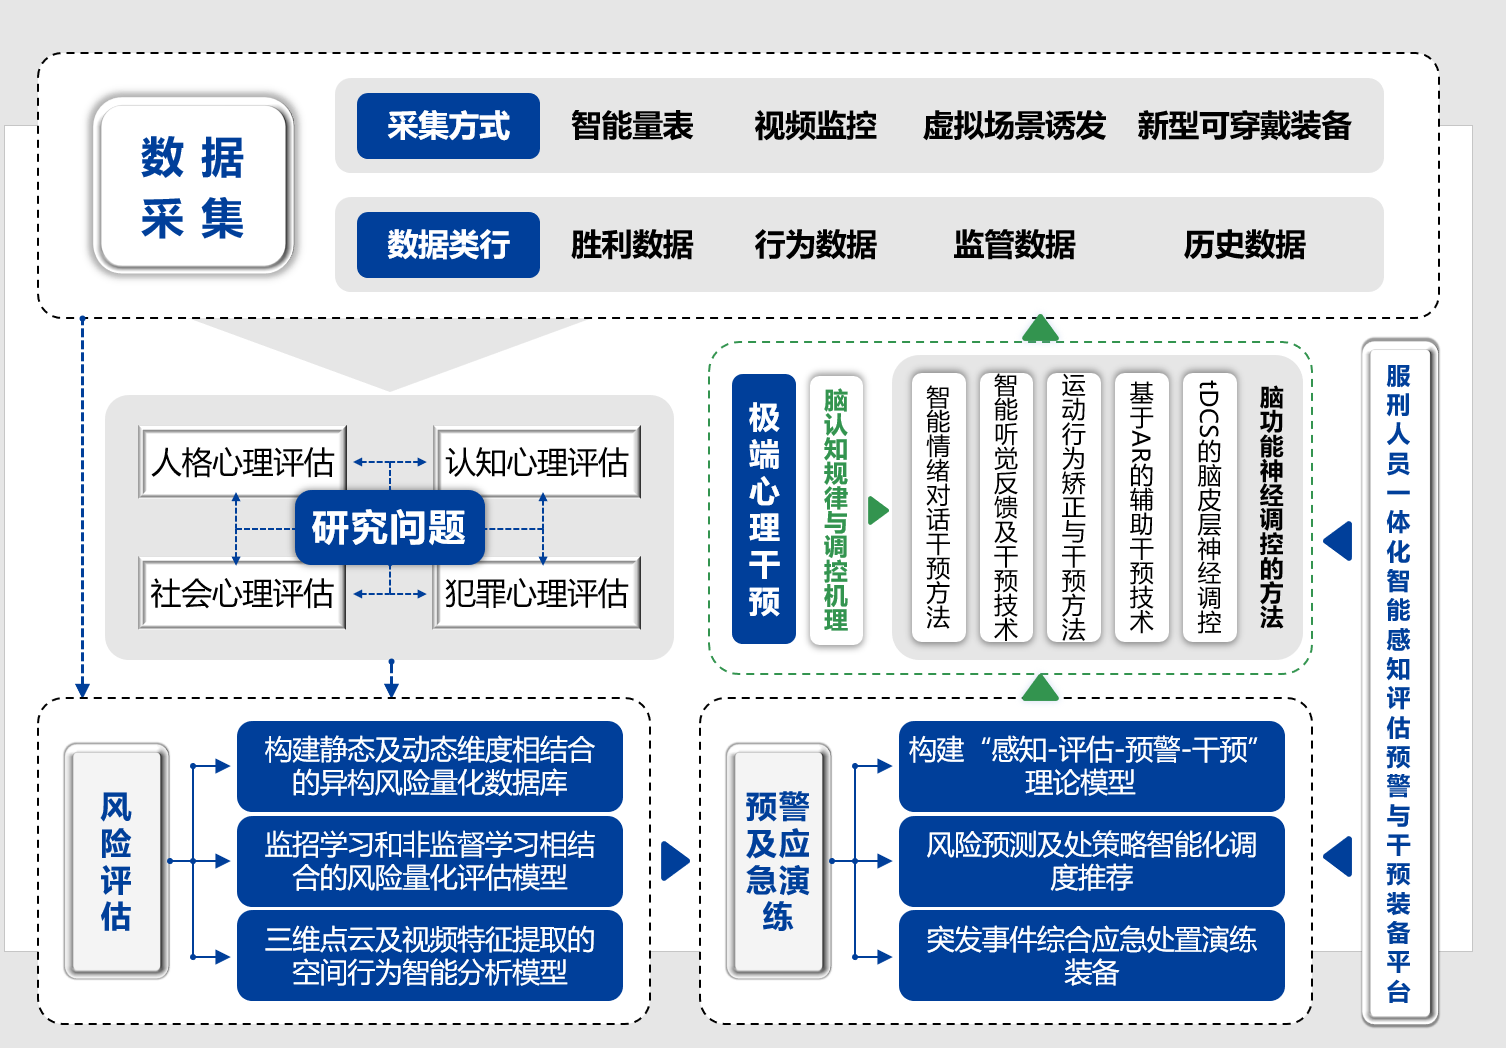 数据
采集
采集方式
智能量表
视频监控
虚拟场景诱发
新型可穿戴装备
数据类行
胜利数据
行为数据
监管数据
历史数据
人格心理评估
认知心理评估
研究问题
社会心理评估
犯罪心理评估
极端心理干预
脑认知规律与调控机理
智能情绪对话干预方法
智能听觉反馈及干预技术
运动行为矫正与干预方法
基于AR的辅助干预技术
tDCS的脑皮层神经调控
脑功能神经调控的方法
服刑人员一体化智能感知评估预警与干预装备平台
风险评估
构建静态及动态维度相结合
的异构风险量化数据库
监招学习和非监督学习相结
合的风险量化评估模型
三维点云及视频特征提取的
空间行为智能分析模型
预警
及应
急演
练
构建“感知-评估-预警-干预”
理论模型
风险预测及处策略智能化调
度推荐
突发事件综合应急处置演练
装备